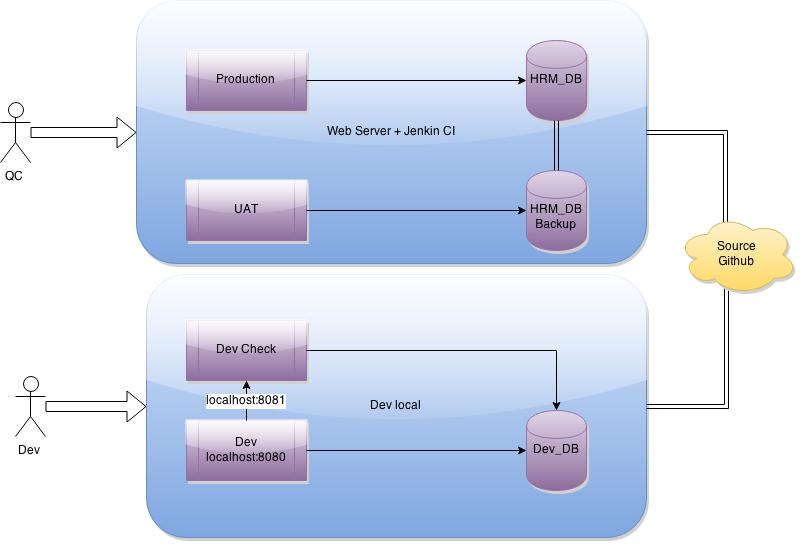 Production
HRM_DB
Web Server + Jenkin CI
QC
UAT
HRM_DB
Backup
Source
Github
Dev Check
localhost:8081
Dev local
Dev
Dev
localhost:8080
Dev_DB